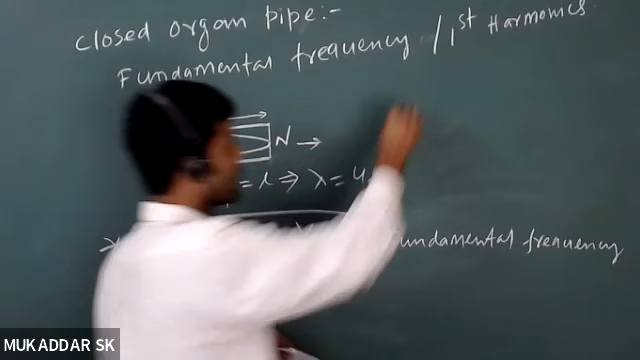 Closed organ pipe:-
Fundamental frequency / 1st Harmonics
N →
= l ⇒ λ = 4
fundamental frequency
MUKADDAR SK